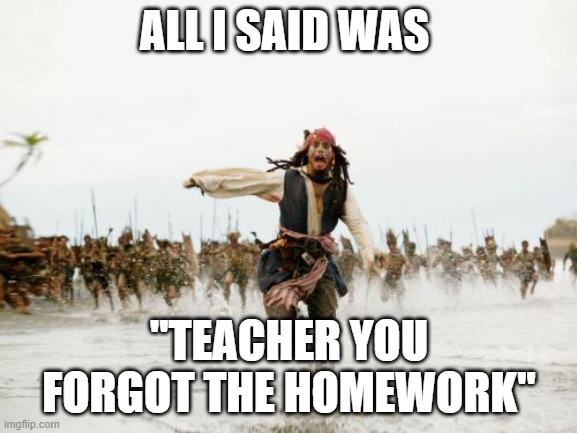 ALL I SAID WAS
"TEACHER YOU
FORGOT THE HOMEWORK"
imgflip.com